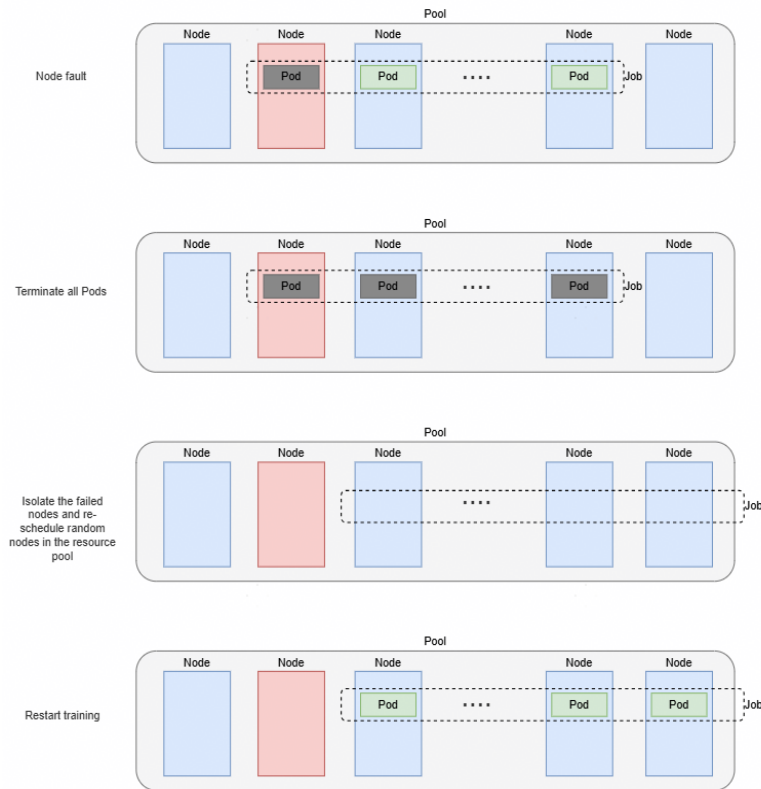 Pool
Node Node Node Node Node
Node fault
Pod Pod .... Pod Job
Pool
Node Node Node Node Node
Terminate all Pods
Pod Pod .... Pod Job
Pool
Node Node Node Node Node
Isolate the failed
nodes and re-
schedule random
nodes in the resource
pool
.... Job
Pool
Node Node Node Node Node
Restart training
Pod .... Pod Pod Job